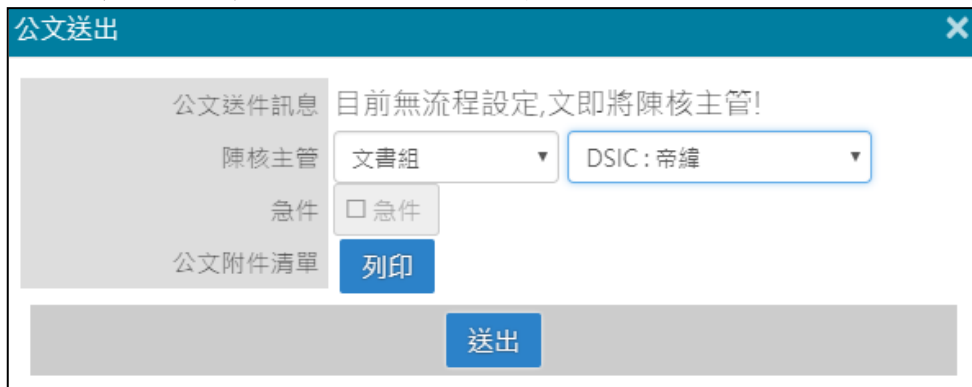 公文送出
公文送件訊息 目前無流程設定,文即將陳核主管!
陳核主管 文書組 DSIC : 帝緯
急件 急件
公文附件清單 列印
送出